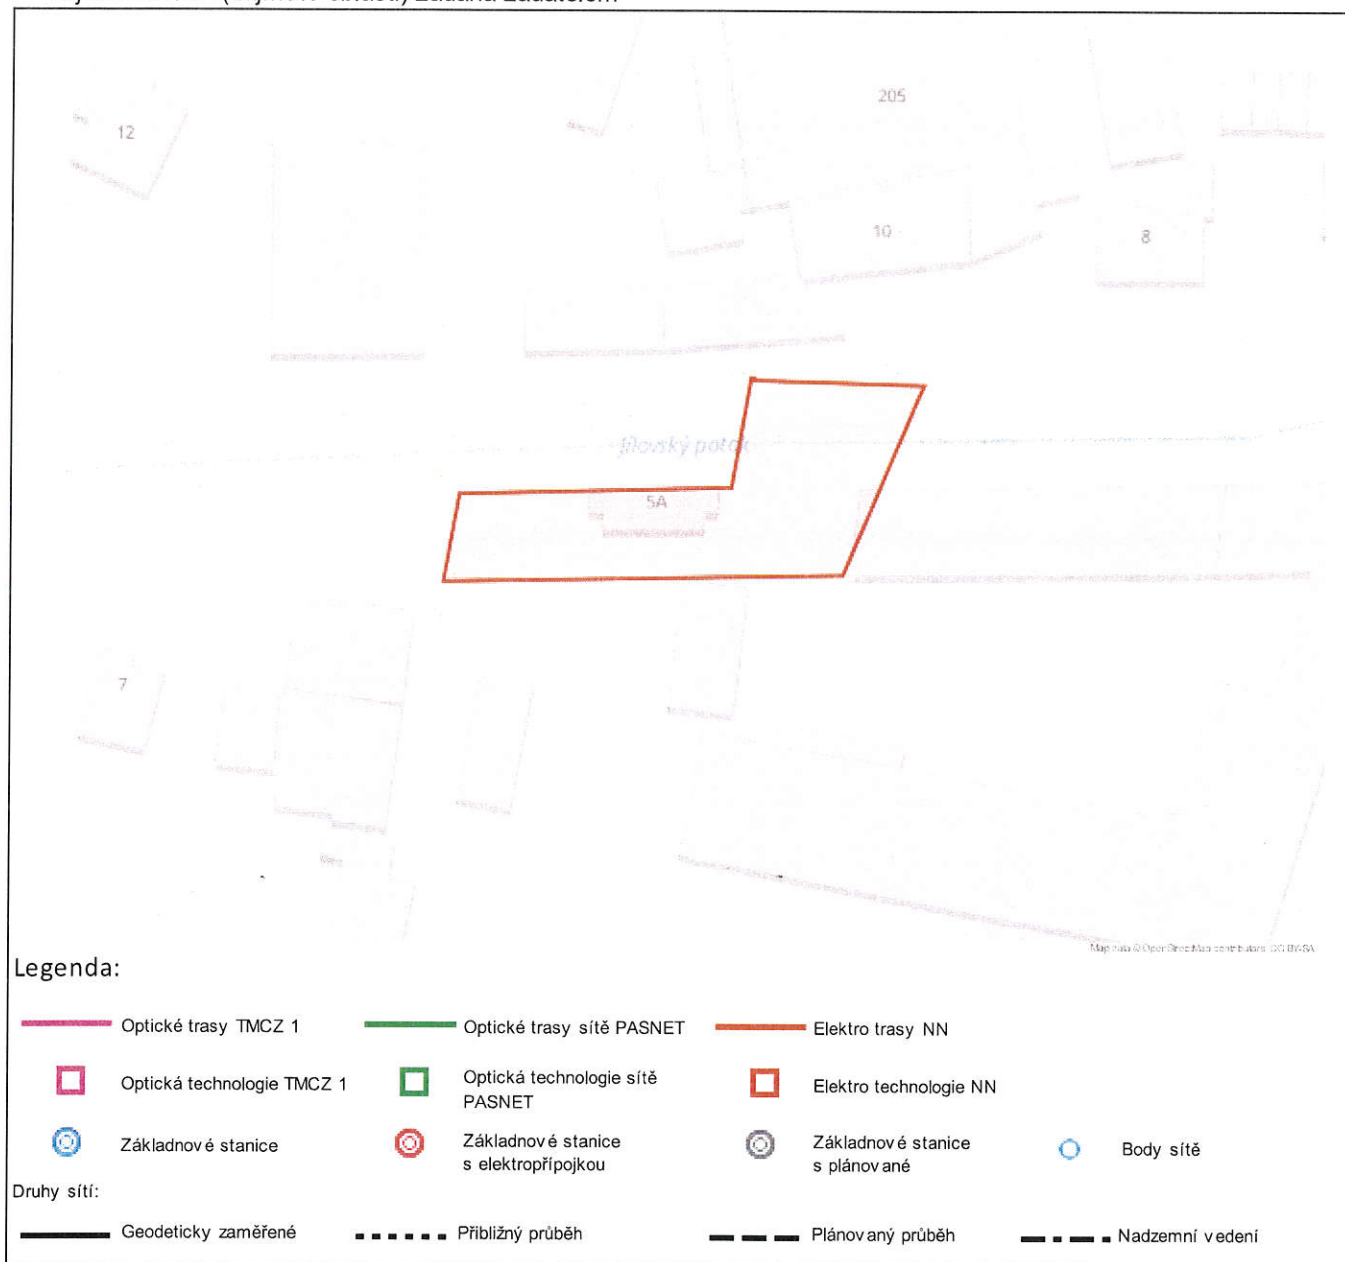 205
12
10
8
Jílovský potok
5A
7
Map data © OpenStreetMap contributors, CC BY-SA
Legenda:
Optické trasy TMCZ 1
Optické trasy sítě PASNET
Elektro trasy NN
Optická technologie TMCZ 1
Optická technologie sítě
PASNET
Elektro technologie NN
Základnové stanice
Základnové stanice
s elektropřípojkou
Základnové stanice
s plánované
Body sítě
Druhy sítí:
Geodeticky zaměřené
Přibližný průběh
Plánovaný průběh
Nadzemní vedení